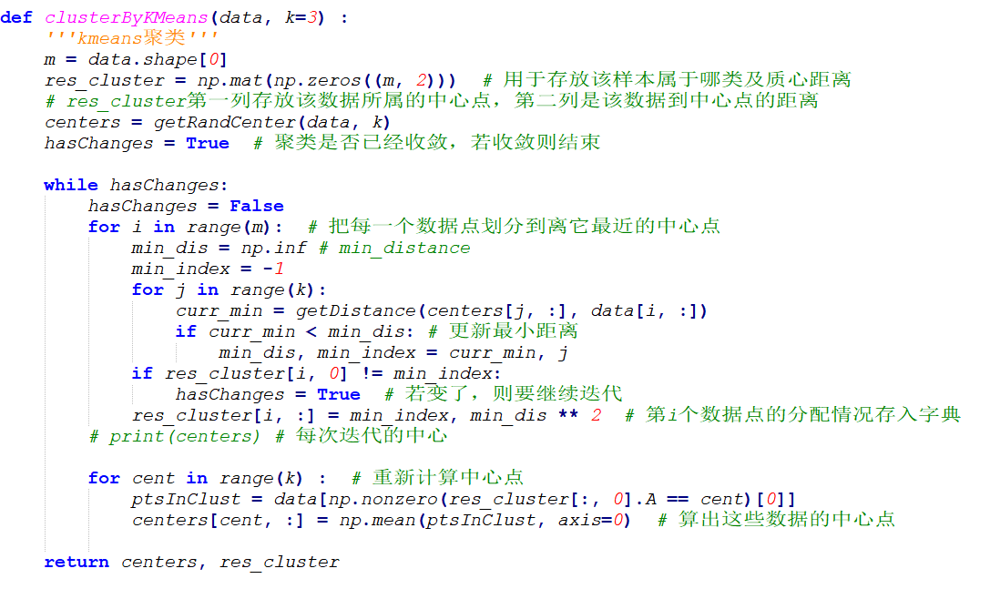 def clusterByKMeans(data, k=3) :
    '''kmeans聚类'''
    m = data.shape[0]
    res_cluster = np.mat(np.zeros((m, 2)))  # 用于存放该样本属于哪类及质心距离
    # res_cluster第一列存放该数据所属的中心点，第二列是该数据到中心点的距离
    centers = getRandCenter(data, k)
    hasChanges = True  # 聚类是否已经收敛，若收敛则结束
    while hasChanges:
        hasChanges = False
        for i in range(m):  # 把每一个数据点划分到离它最近的中心点
            min_dis = np.inf # min_distance
            min_index = -1
            for j in range(k):
                curr_min = getDistance(centers[j, :], data[i, :])
                if curr_min < min_dis: # 更新最小距离
                    min_dis, min_index = curr_min, j
            if res_cluster[i, 0] != min_index:
                hasChanges = True  # 若变了，则要继续迭代
            res_cluster[i, :] = min_index, min_dis ** 2  # 第i个数据点的分配情况存入字典
        # print(centers) # 每次迭代的中心
        for cent in range(k) :  # 重新计算中心点
            ptsInClust = data[np.nonzero(res_cluster[:, 0].A == cent)[0]]
            centers[cent, :] = np.mean(ptsInClust, axis=0)  # 算出这些数据的中心点
    return centers, res_cluster